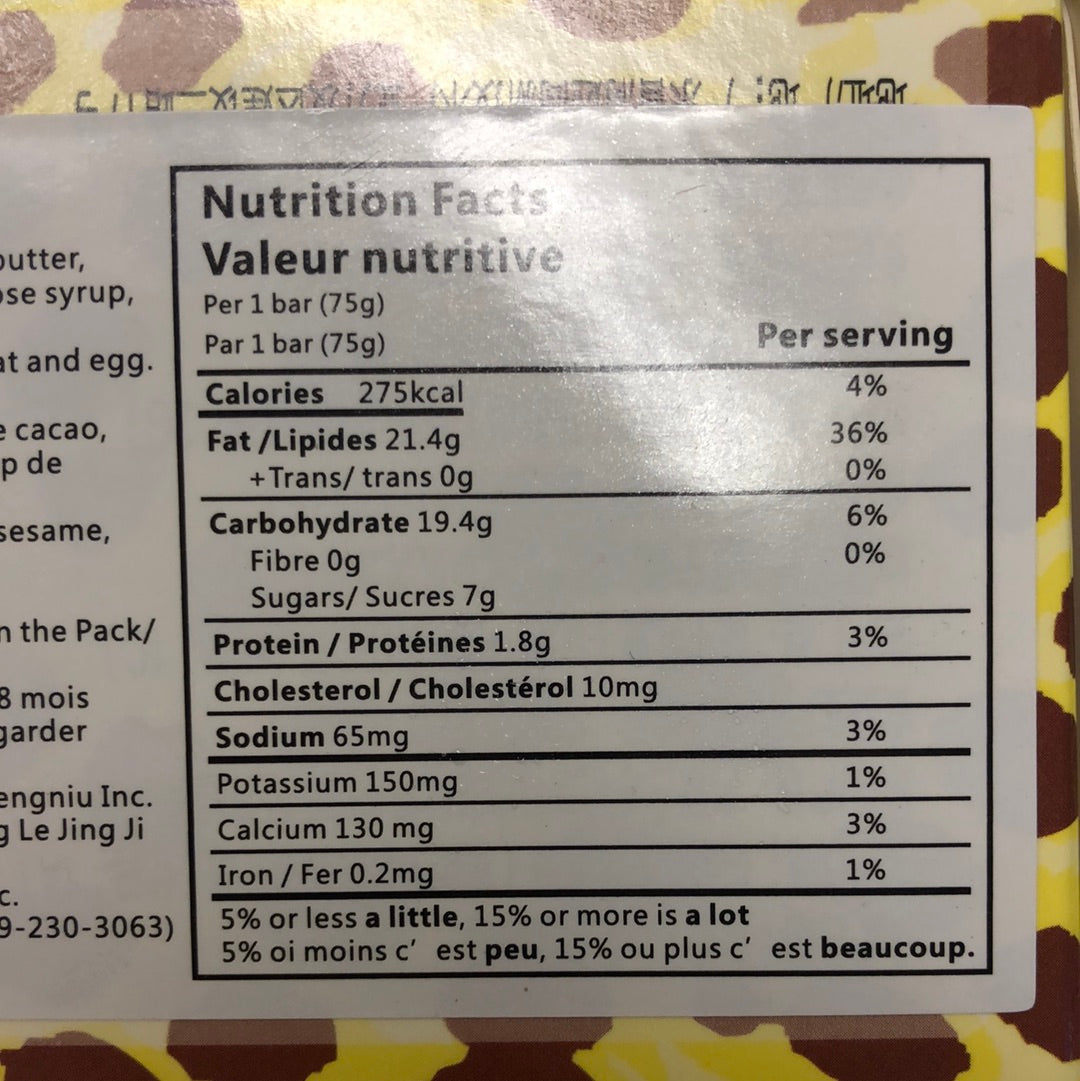 utter,
se syrup,
at and egg.
e cacao,
p de
sesame,
n the Pack/
8 mois
garder
engniu Inc.
g Le Jing Ji
c.
9-230-3063)
Nutrition Facts
Valeur nutritive
Per 1 bar (75g)
Par 1 bar (75g)
Per serving
Calories 275kcal 4%
Fat /Lipides 21.4g 36%
+Trans/ trans 0g 0%
Carbohydrate 19.4g 6%
Fibre 0g 0%
Sugars/ Sucres 7g
Protein / Protéines 1.8g 3%
Cholesterol / Cholestérol 10mg
Sodium 65mg 3%
Potassium 150mg 1%
Calcium 130 mg 3%
Iron / Fer 0.2mg 1%
5% or less a little, 15% or more is a lot
5% oi moins c’ est peu, 15% ou plus c’ est beaucoup.